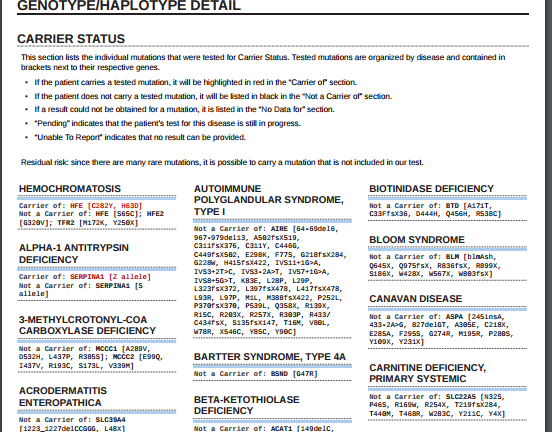 GENOTYPE/HAPLOTYPE DETAIL
CARRIER STATUS
This section lists the individual mutations that were tested for Carrier Status. Tested mutations are organized by disease and contained in
brackets next to their respective genes.
• If the patient carries a tested mutation, it will be highlighted in red in the "Carrier of" section.
• If the patient does not carry a tested mutation, it will be listed in black in the "Not a Carrier of" section.
• If a result could not be obtained for a mutation, it is listed in the "No Data for" section.
• "Pending" indicates that the patient's test for this disease is still in progress.
• "Unable To Report" indicates that no result can be provided.
Residual risk: since there are many rare mutations, it is possible to carry a mutation that is not included in our test.
HEMOCHROMATOSIS
Carrier of: HFE [C282Y, H63D]
Not a Carrier of: HFE [S65C]; HFE2
[G320V]; TFR2 [M172K, Y250X]
ALPHA-1 ANTITRYPSIN
DEFICIENCY
Carrier of: SERPINA1 [Z allele]
Not a Carrier of: SERPINA1 [S
allele]
3-METHYLCROTONYL-COA
CARBOXYLASE DEFICIENCY
Not a Carrier of: MCCC1 [A289V,
D532H, L437P, R385S]; MCCC2 [E99Q,
I437V, R193C, S173L, V339M]
ACRODERMATITIS
ENTEROPATHICA
Not a Carrier of: SLC39A4
[1223_1227delCCGGG, L48X]
AUTOIMMUNE
POLYGLANDULAR SYNDROME,
TYPE I
Not a Carrier of: AIRE [64-69del6,
967-979del13, A502fsX519,
C311fsX376, C311Y, C446G,
C449fsX502, E298K, F77S, G218fsX284,
G228W, H415fsX422, IVS11+1G>A,
IVS3+2T>C, IVS3-2A>T, IVS7+1G>A,
IVS8+5G>T, K83E, L28P, L29P,
L323fsX372, L397fsX478, L417fsX478,
L93R, L97P, M1L, M388fsX422, P252L,
P370fsX370, P539L, Q358X, R139X,
R15C, R203X, R257X, R303P, R433/
C434fsX, S135fsX147, T16M, V80L,
W78R, X546C, Y85C, Y90C]
BARTTER SYNDROME, TYPE 4A
Not a Carrier of: BSND [G47R]
BETA-KETOTHIOLASE
DEFICIENCY
Not a Carrier of: ACAT1 [149delC,
BIOTINIDASE DEFICIENCY
Not a Carrier of: BTD [A171T,
C33FfsX36, D444H, Q456H, R538C]
BLOOM SYNDROME
Not a Carrier of: BLM [blmAsh,
Q645X, Q975fsX, R836fsX, R899X,
S186X, W428X, W567X, W803fsX]
CANAVAN DISEASE
Not a Carrier of: ASPA [245insA,
433-2A>G, 827delGT, A305E, C218X,
E285A, F295S, G274R, M195R, P280S,
Y109X, Y231X]
CARNITINE DEFICIENCY,
PRIMARY SYSTEMIC
Not a Carrier of: SLC22A5 [N32S,
P46S, R169W, R254X, T219fsX284,
T440M, T468R, W283C, Y211C, Y4X]